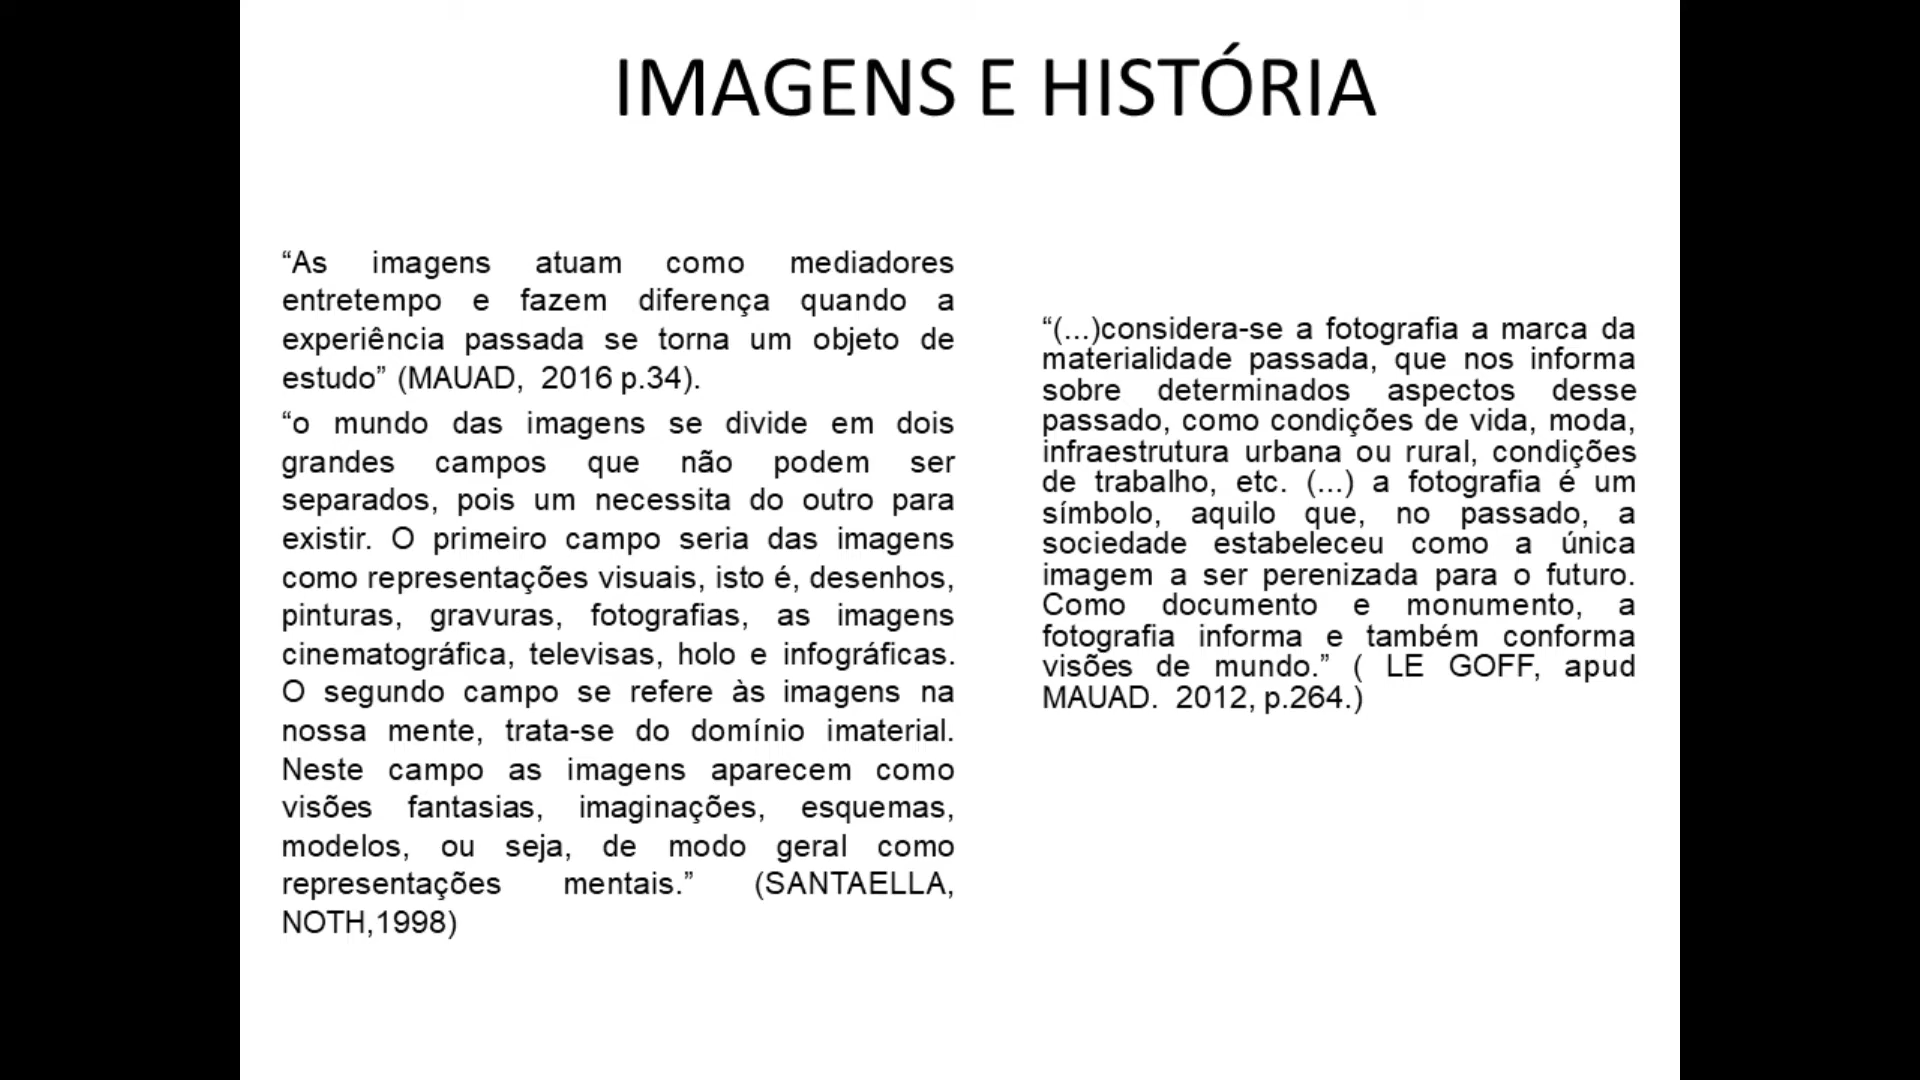 IMAGENS E HISTÓRIA
“As imagens atuam como mediadores
entretempo e fazem diferença quando a
experiência passada se torna um objeto de
estudo” (MAUAD, 2016 p.34).
“o mundo das imagens se divide em dois
grandes campos que não podem ser
separados, pois um necessita do outro para
existir. O primeiro campo seria das imagens
como representações visuais, isto é, desenhos,
pinturas, gravuras, fotografias, as imagens
cinematográfica, televisas, holo e infográficas.
O segundo campo se refere às imagens na
nossa mente, trata-se do domínio imaterial.
Neste campo as imagens aparecem como
visões fantasias, imaginações, esquemas,
modelos, ou seja, de modo geral como
representações mentais.” (SANTAELLA,
NOTH,1998)
“(...)considera-se a fotografia a marca da
materialidade passada, que nos informa
sobre determinados aspectos desse
passado, como condições de vida, moda,
infraestrutura urbana ou rural, condições
de trabalho, etc. (...) a fotografia é um
símbolo, aquilo que, no passado, a
sociedade estabeleceu como a única
imagem a ser perenizada para o futuro.
Como documento e monumento, a
fotografia informa e também conforma
visões de mundo.” ( LE GOFF, apud
MAUAD. 2012, p.264.)